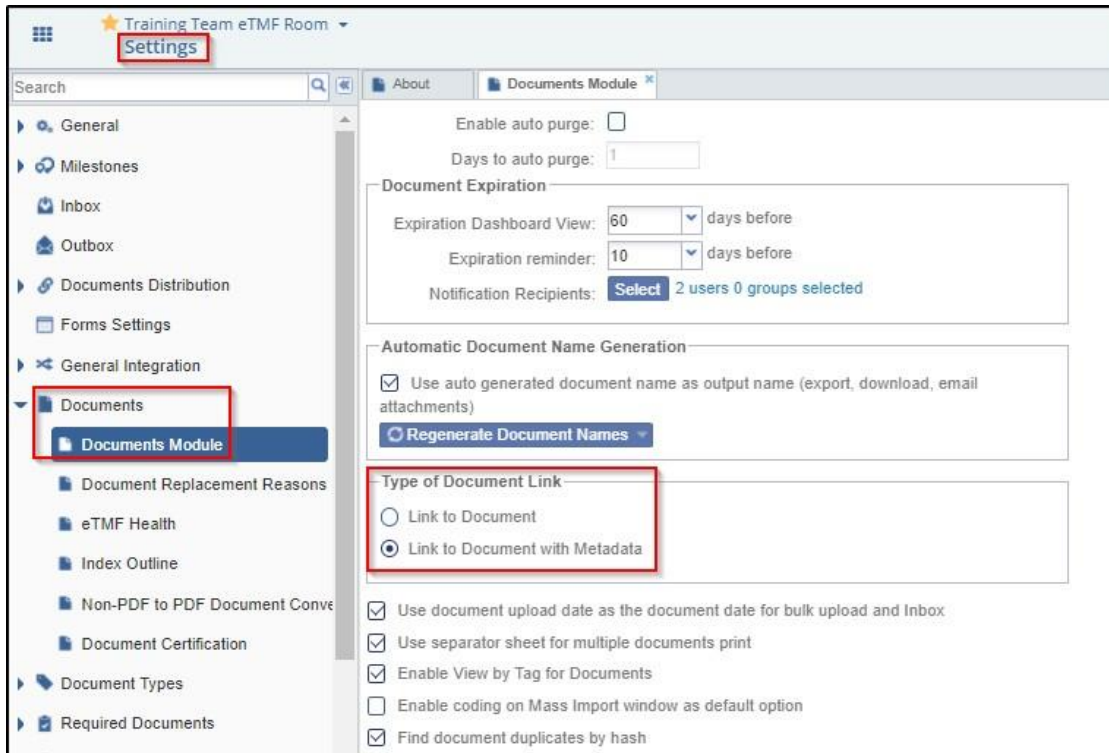 Training Team eTMF Room
Settings
Search
General
Milestones
Inbox
Outbox
Documents Distribution
Forms Settings
General Integration
Documents
Documents Module
Document Replacement Reasons
eTMF Health
Index Outline
Non-PDF to PDF Document Conve
Document Certification
Document Types
Required Documents
About
Documents Module
Enable auto purge:
Days to auto purge: 1
Document Expiration
Expiration Dashboard View: 60 days before
Expiration reminder: 10 days before
Notification Recipients: Select 2 users 0 groups selected
Automatic Document Name Generation
Use auto generated document name as output name (export, download, email
attachments)
Regenerate Document Names
Type of Document Link
Link to Document
Link to Document with Metadata
Use document upload date as the document date for bulk upload and Inbox
Use separator sheet for multiple documents print
Enable View by Tag for Documents
Enable coding on Mass Import window as default option
Find document duplicates by hash